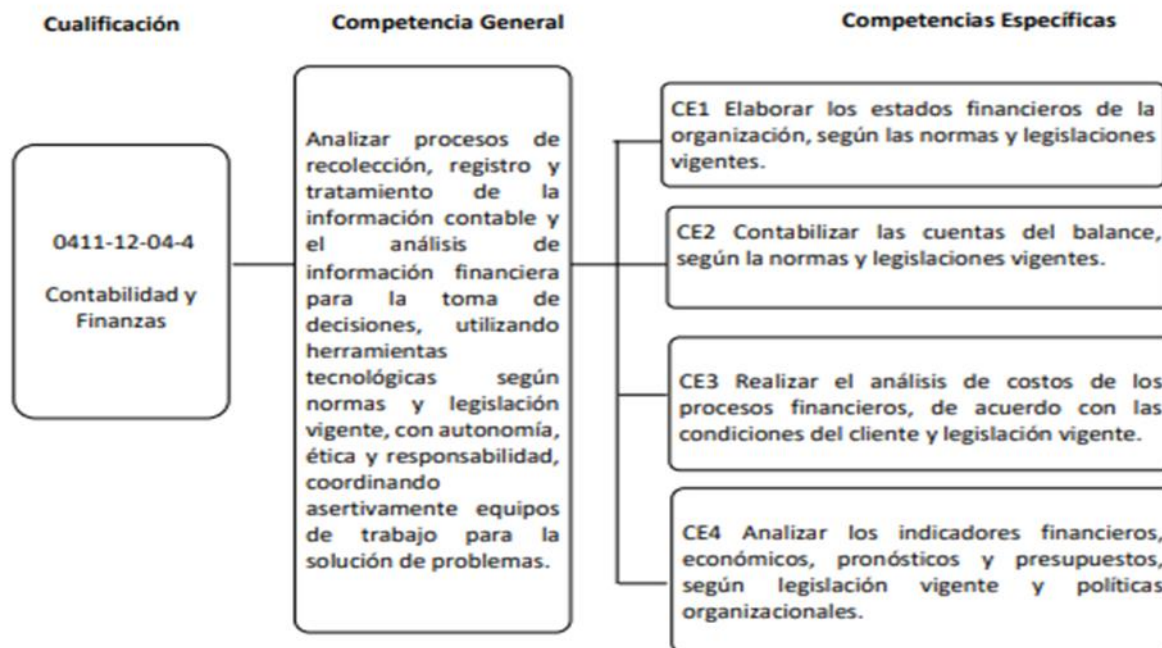 Cualificación
Competencia General
Competencias Específicas
0411-12-04-4
Contabilidad y
Finanzas
Analizar procesos de
recolección, registro y
tratamiento de la
información contable y
el análisis de
información financiera
para la toma de
decisiones, utilizando
herramientas
tecnológicas según
normas y legislación
vigente, con autonomía,
ética y responsabilidad,
coordinando
asertivamente equipos
de trabajo para la
solución de problemas.
CE1 Elaborar los estados financieros de la
organización, según las normas y legislaciones
vigentes.
CE2 Contabilizar las cuentas del balance,
según la normas y legislaciones vigentes.
CE3 Realizar el análisis de costos de los
procesos financieros, de acuerdo con las
condiciones del cliente y legislación vigente.
CE4 Analizar los indicadores financieros,
económicos, pronósticos y presupuestos,
según legislación vigente y políticas
organizacionales.